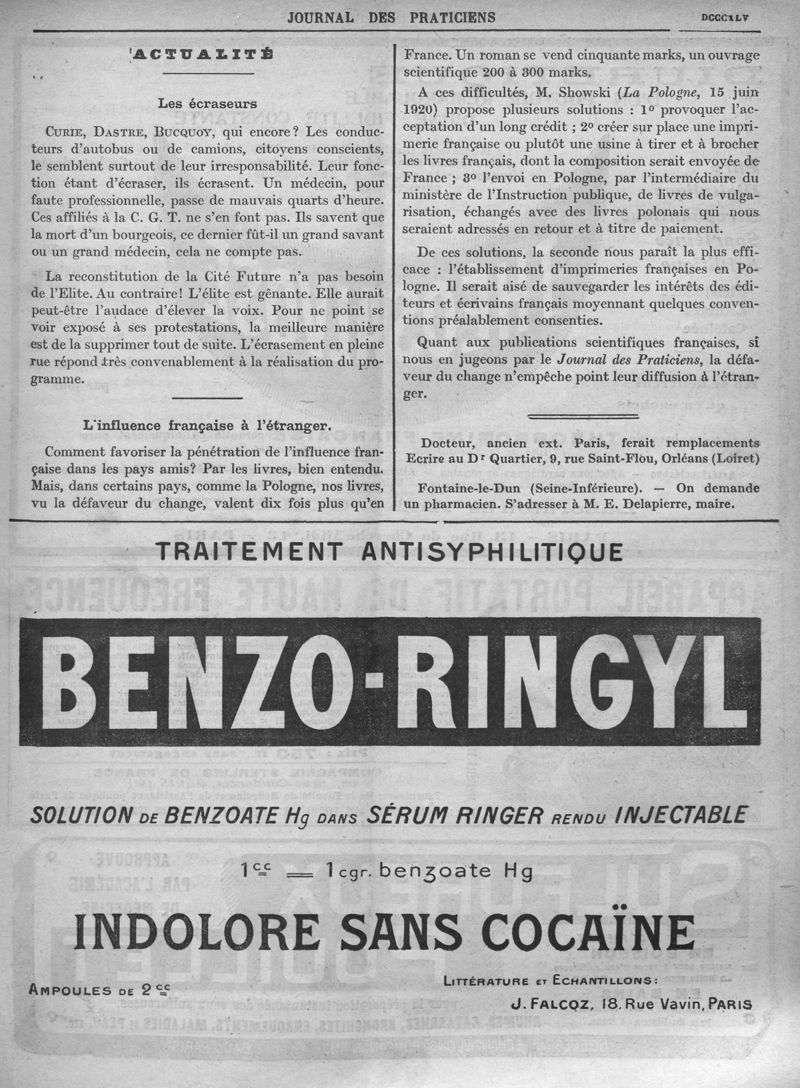 JOURNAL DES PRATICIENS
DCCCXLV
ACTUALITÉ
Les écraseurs
CURIE, DASTRE, BUCQUOY, qui encore? Les conduc-
teurs d'autobus ou de camions, citoyens conscients,
le semblent surtout de leur irresponsabilité. Leur fonc-
tion étant d'écraser, ils écrasent. Un médecin, pour
faute professionnelle, passe de mauvais quarts d'heure.
Ces affiliés à la C. G. T. ne s'en font pas. Ils savent que
la mort d'un bourgeois, ce dernier fût-il un grand savant
ou un grand médecin, cela ne compte pas.
La reconstitution de la Cité Future n'a pas besoin
de l'Elite. Au contraire! L'élite est gênante. Elle aurait
peut-être l'audace d'élever la voix. Pour ne point se
voir exposé à ses protestations, la meilleure manière
est de la supprimer tout de suite. L'écrasement en pleine
rue répond très convenablement à la réalisation du pro-
gramme.
L'influence française à l'étranger.
Comment favoriser la pénétration de l'influence fran-
çaise dans les pays amis? Par les livres, bien entendu.
Mais, dans certains pays, comme la Pologne, nos livres,
vu la défaveur du change, valent dix fois plus qu'en
France. Un roman se vend cinquante marks, un ouvrage
scientifique 200 à 300 marks.
A ces difficultés, M. Showski (La Pologne, 15 juin
1920) propose plusieurs solutions : 1º provoquer l'ac-
ceptation d'un long crédit ; 2º créer sur place une impri-
merie française ou plutôt une usine à tirer et à brocher
les livres français, dont la composition serait envoyée de
France ; 3º l'envoi en Pologne, par l'intermédiaire du
ministère de l'Instruction publique, de livres de vulga-
risation, échangés avec des livres polonais qui nous
seraient adressés en retour et à titre de paiement.
De ces solutions, la seconde nous paraît la plus effi-
cace : l'établissement d'imprimeries françaises en Po-
logne. Il serait aisé de sauvegarder les intérêts des édi-
teurs et écrivains français moyennant quelques conven-
tions préalablement consenties.
Quant aux publications scientifiques françaises, si
nous en jugeons par le Journal des Praticiens, la défa-
veur du change n'empêche point leur diffusion à l'étran-
ger.
Docteur, ancien ext. Paris, ferait remplacements
Ecrire au Dr Quartier, 9, rue Saint-Flou, Orléans (Loiret)
Fontaine-le-Dun (Seine-Inférieure). — On demande
un pharmacien. S'adresser à M. E. Delapierre, maire.
TRAITEMENT ANTISYPHILITIQUE
BENZO-RINGYL
SOLUTION DE BENZOATE Hg DANS SÉRUM RINGER RENDU INJECTABLE
1cc = 1 cgr. benzoate Hg
INDOLORE SANS COCAÏNE
AMPOULES DE 2cc
LITTÉRATURE ET ECHANTILLONS:
J. FALCOZ, 18, Rue Vavin, PARIS